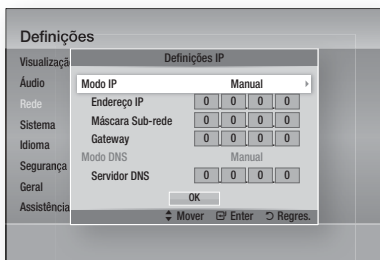 Definições
Visualizaçã
Áudio
Rede
Sistema
Idioma
Segurança
Geral
Assistência
Definições IP
Modo IP Manual
Endereço IP 0 . 0 . 0 . 0
Máscara Sub-rede 0 . 0 . 0 . 0
Gateway 0 . 0 . 0 . 0
Modo DNS Manual
Servidor DNS 0 . 0 . 0 . 0
OK
Mover Enter Regres.